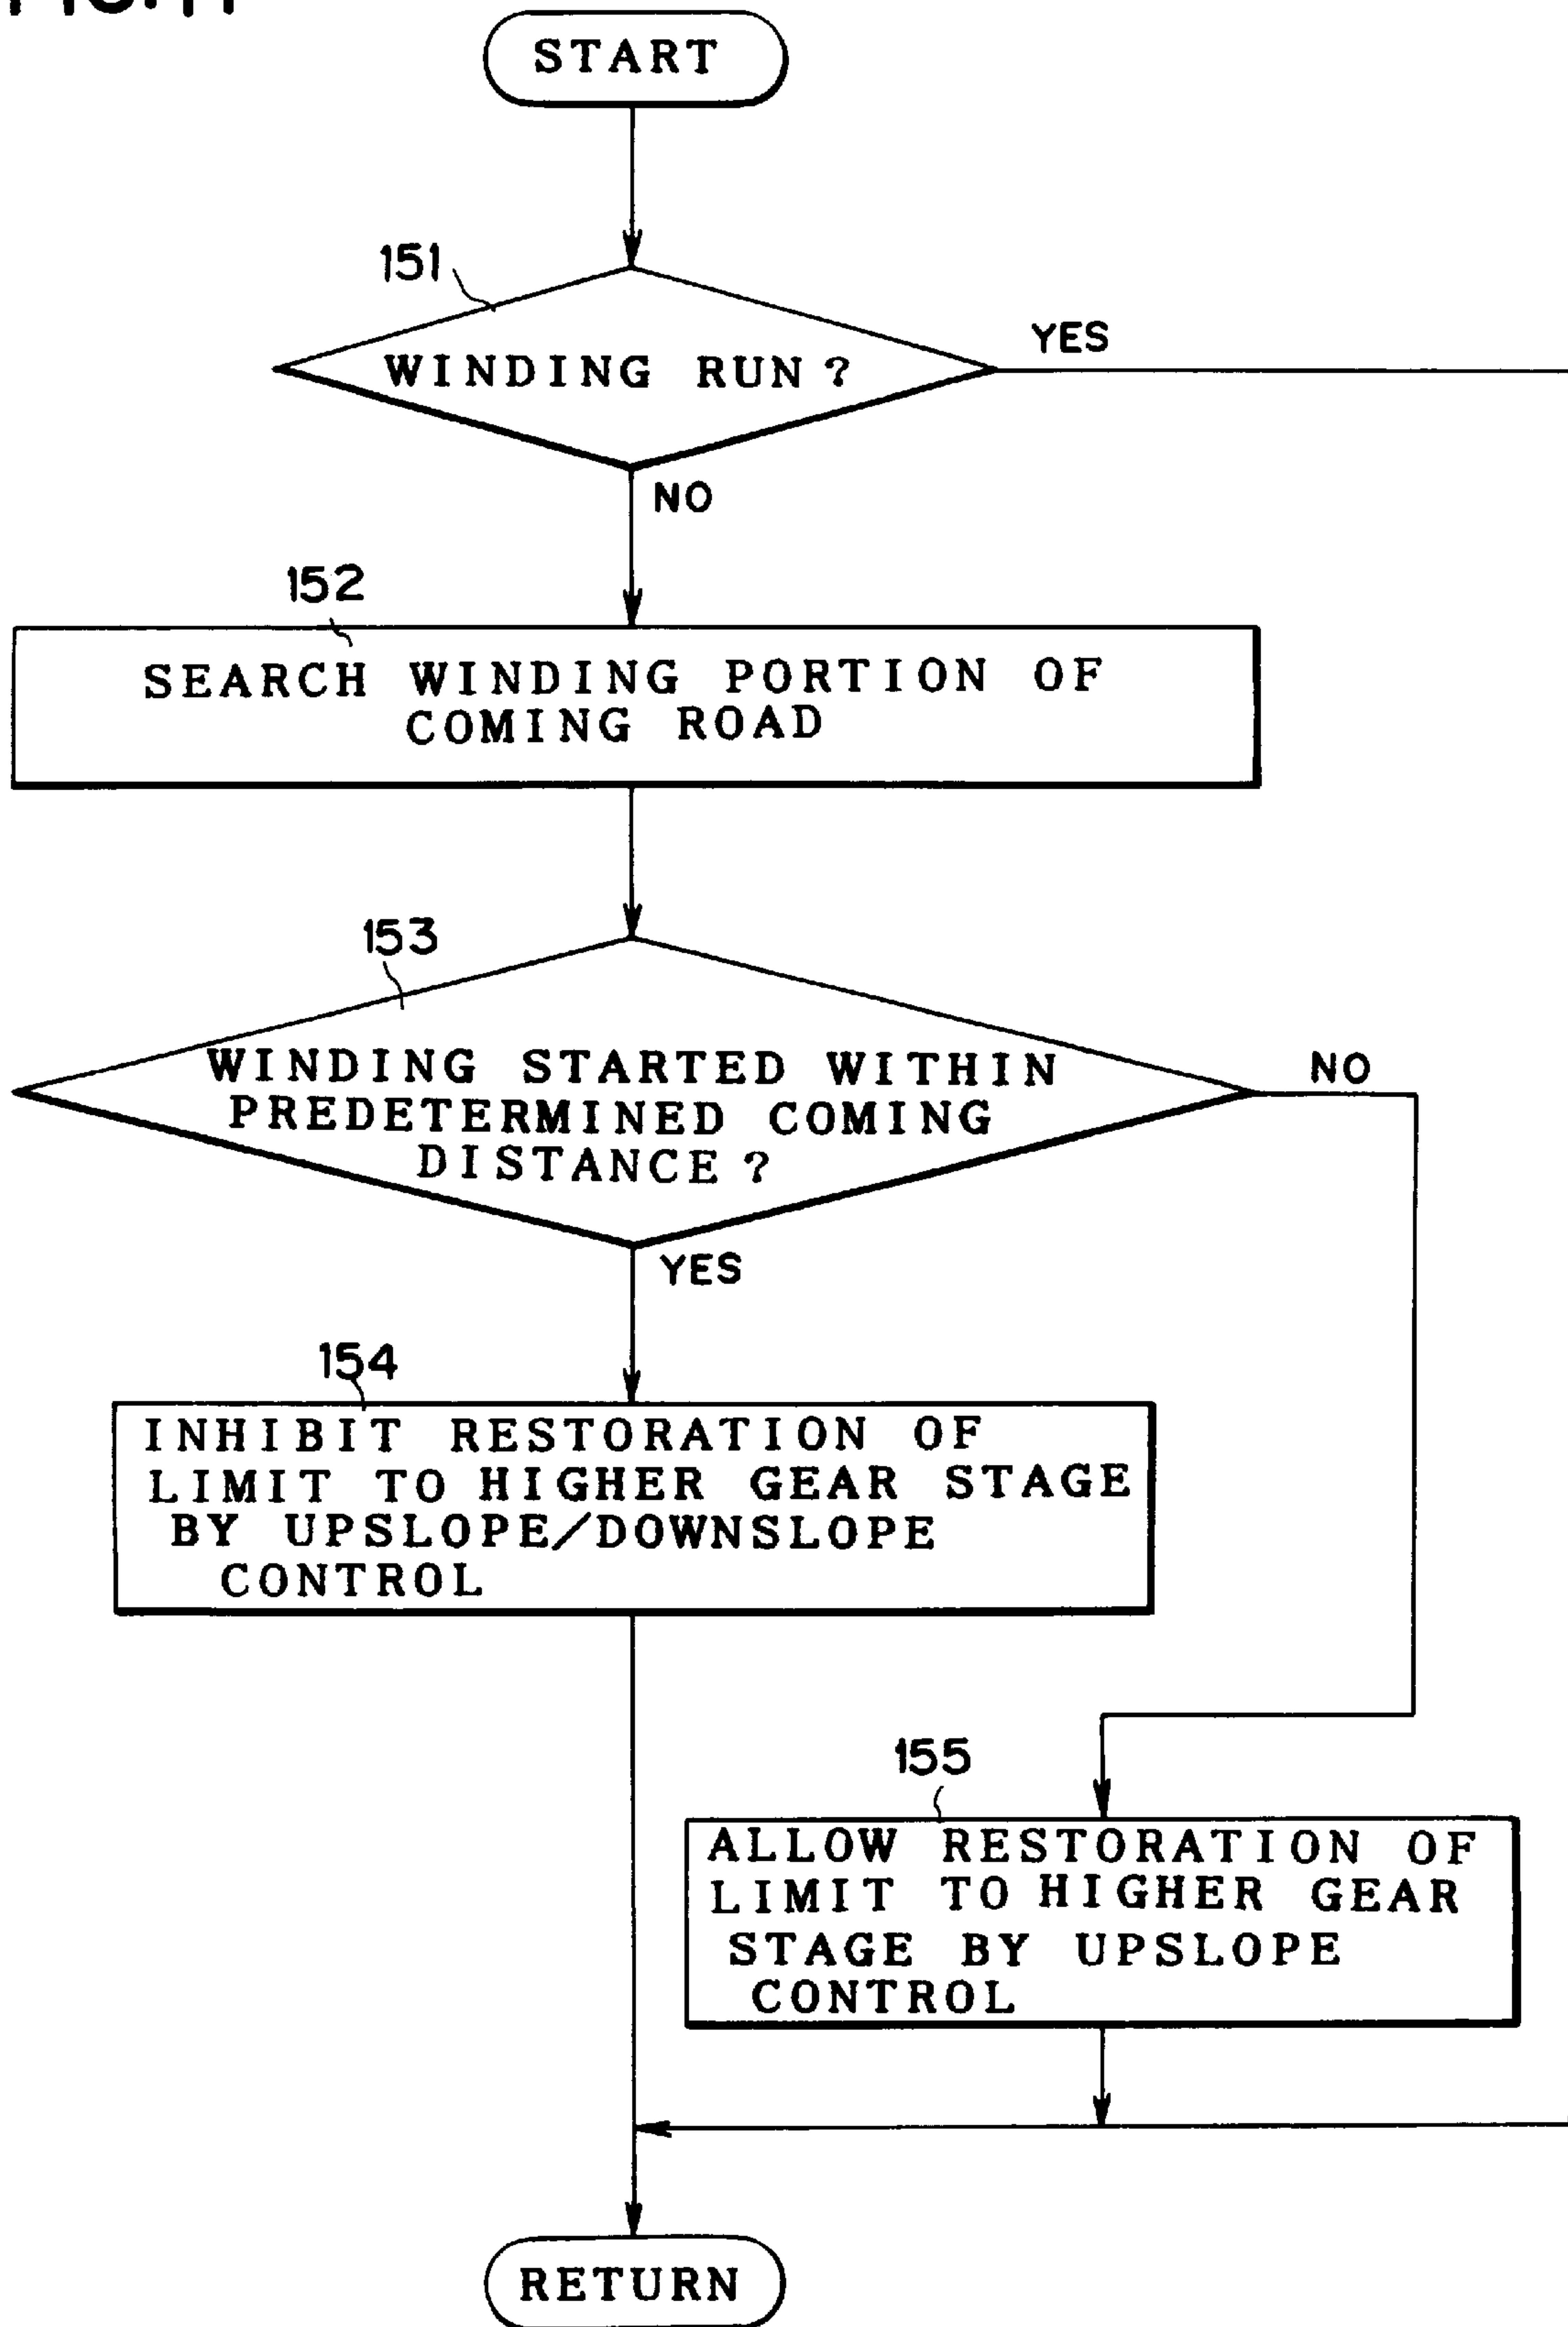 START
151
WINDING RUN?
YES
NO
152
SEARCH WINDING PORTION OF
COMING ROAD
153
WINDING STARTED WITHIN
PREDETERMINED COMING
DISTANCE?
NO
YES
154
INHIBIT RESTORATION OF
LIMIT TO HIGHER GEAR STAGE
BY UPSLOPE/DOWNSLOPE
CONTROL
155
ALLOW RESTORATION OF
LIMIT TO HIGHER GEAR
STAGE BY UPSLOPE
CONTROL
RETURN